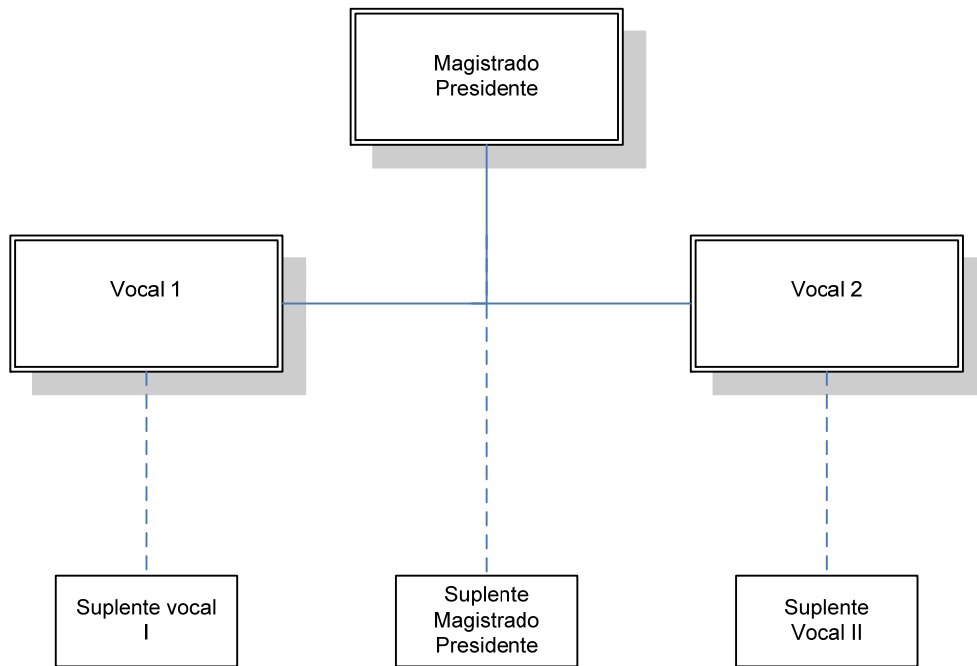 Magistrado
Presidente
Vocal 1
Vocal 2
Suplente vocal
I
Suplente
Magistrado
Presidente
Suplente
Vocal II